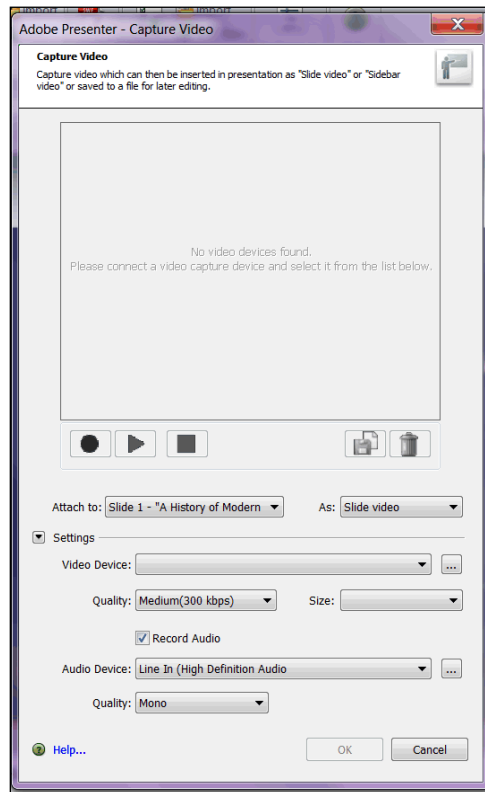 Adobe Presenter - Capture Video
Capture Video
Capture video which can then be inserted in presentation as "Slide video" or "Sidebar
video" or saved to a file for later editing.
No video devices found.
Please connect a video capture device and select it from the list below.
Attach to: Slide 1 - "A History of Modern As: Slide video
Settings
Video Device: ...
Quality: Medium(300 kbps) Size:
Record Audio
Audio Device: Line In (High Definition Audio ...
Quality: Mono
Help... OK Cancel